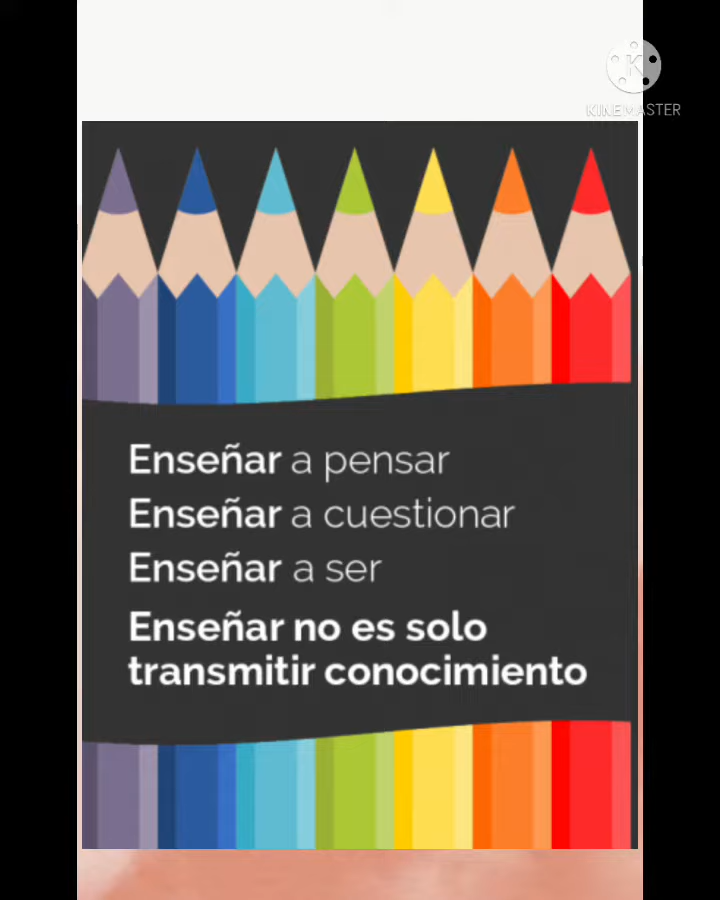 KINEMASTER
Enseñar a pensar
Enseñar a cuestionar
Enseñar a ser
Enseñar no es solo
transmitir conocimiento